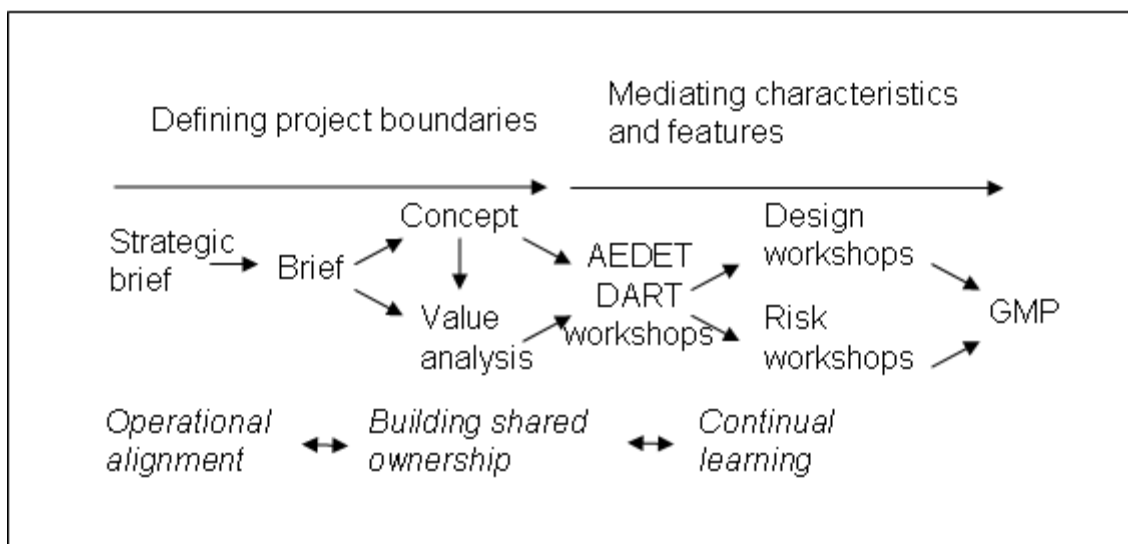 Defining project boundaries
Mediating characteristics
and features
Strategic
brief
Brief
Concept
Value
analysis
AEDET
DART
workshops
Design
workshops
Risk
workshops
GMP
Operational
alignment
Building shared
ownership
Continual
learning